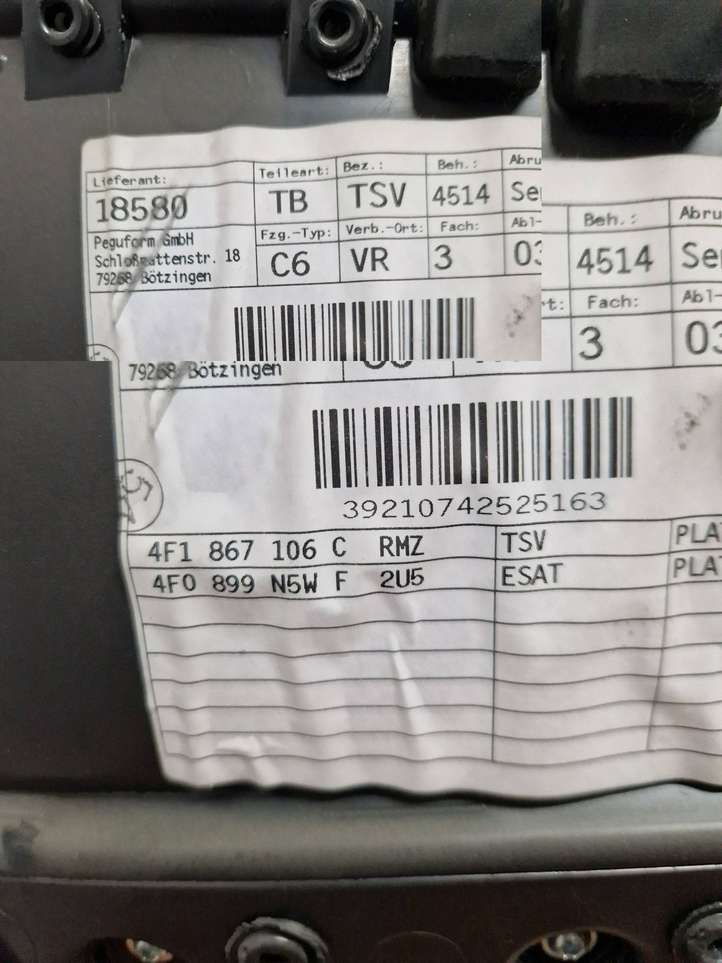 Lieferant: Teileart: Bez.: Beh.: Abru
18580 TB TSV 4514 Se
Peguform GmbH Fzg.-Typ: Verb.-Ort: Fach: Abl-
Schloßmattenstr. 18 C6 VR 3 03
79268 Bötzingen
Beh.: Abru
4514 Se
t: Fach: Abl-
3 03
79268 Bötzingen
39210742525163
4F1 867 106 C RMZ TSV PLA
4F0 899 N5W F 2U5 ESAT PLA